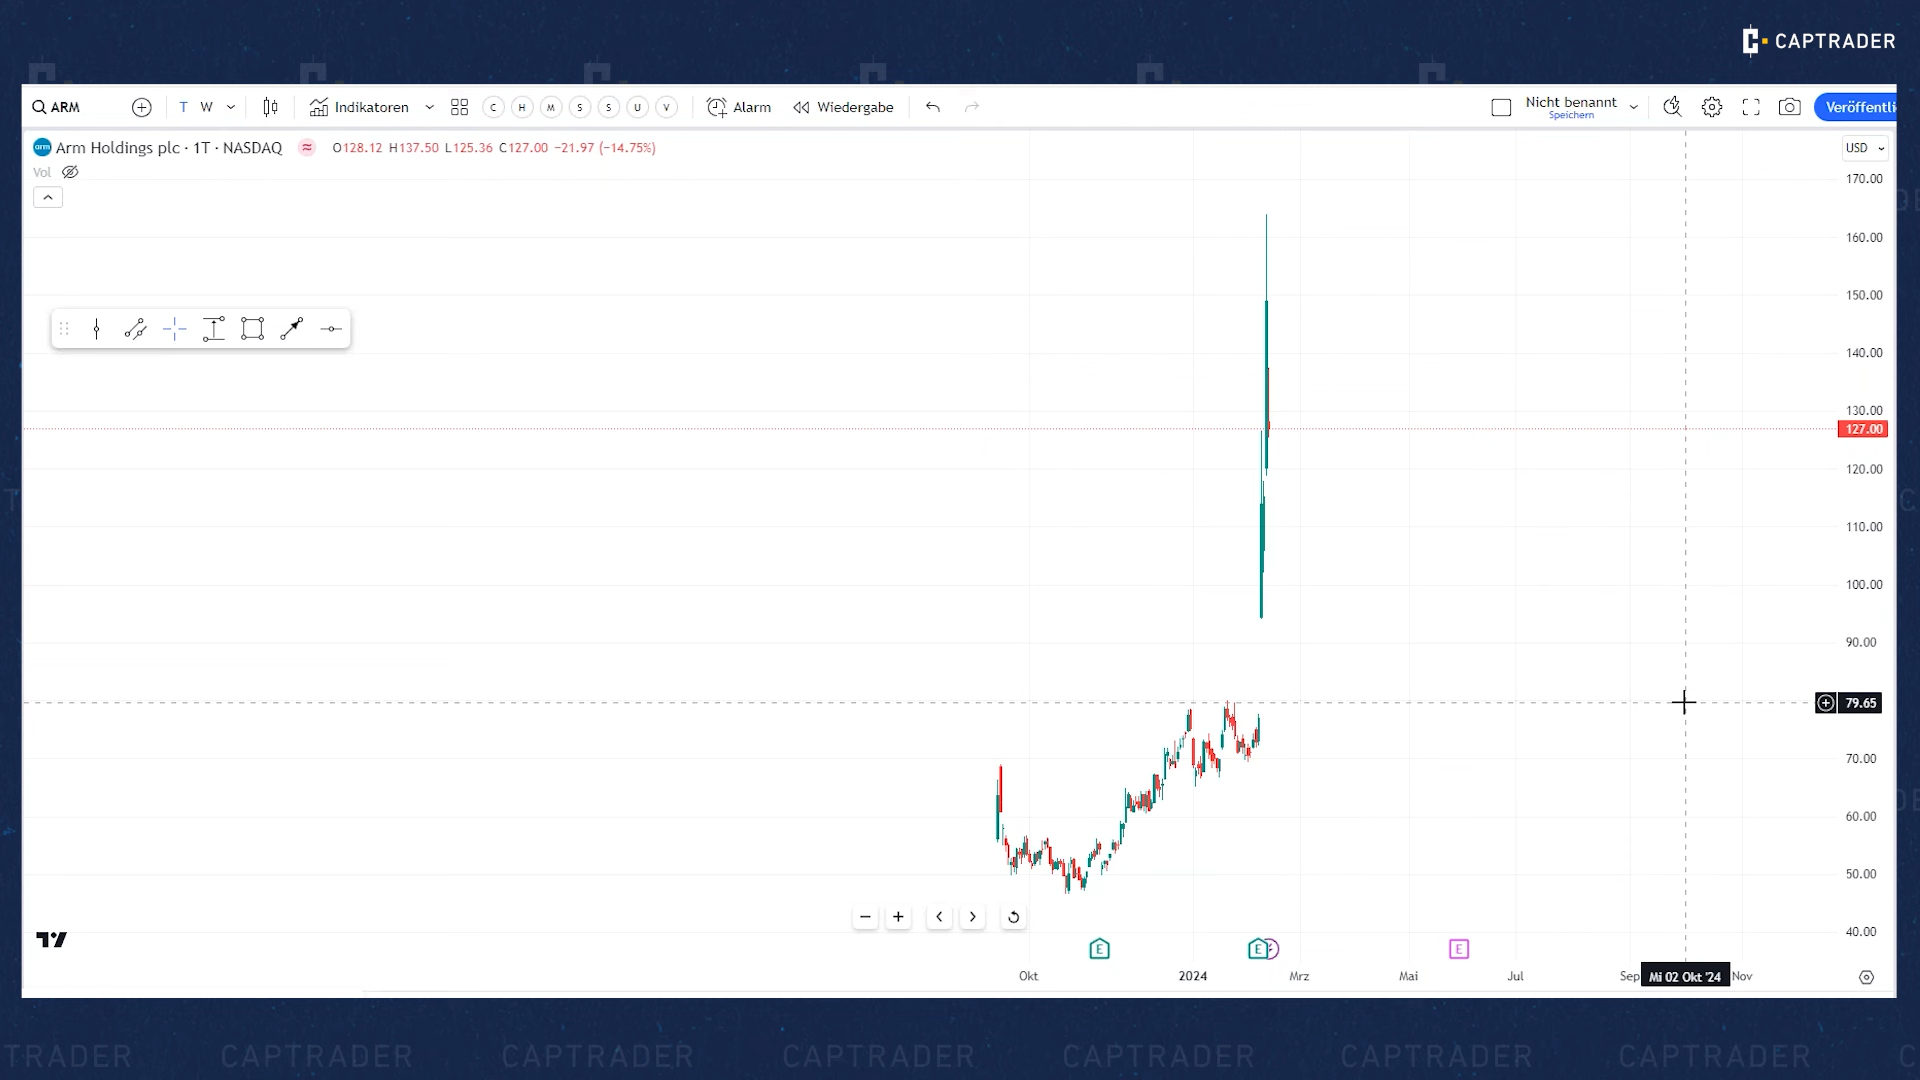 CAPTRADER
ARM
T W
Indikatoren
C H M S S U V
Alarm
Wiedergabe
Nicht benannt
Speichern
Veröffentli
arm Arm Holdings plc · 1T · NASDAQ
O128.12 H137.50 L125.36 C127.00 −21.97 (−14.75%)
USD
Vol
170.00
160.00
150.00
140.00
130.00
127.00
120.00
110.00
100.00
90.00
79.65
70.00
60.00
50.00
40.00
E E E
Okt 2024 Mrz Mai Jul Sep Mi 02 Okt '24 Nov
TRADER CAPTRADER CAPTRADER CAPTRADER CAPTRADER CAPTRADER CAPTRADER